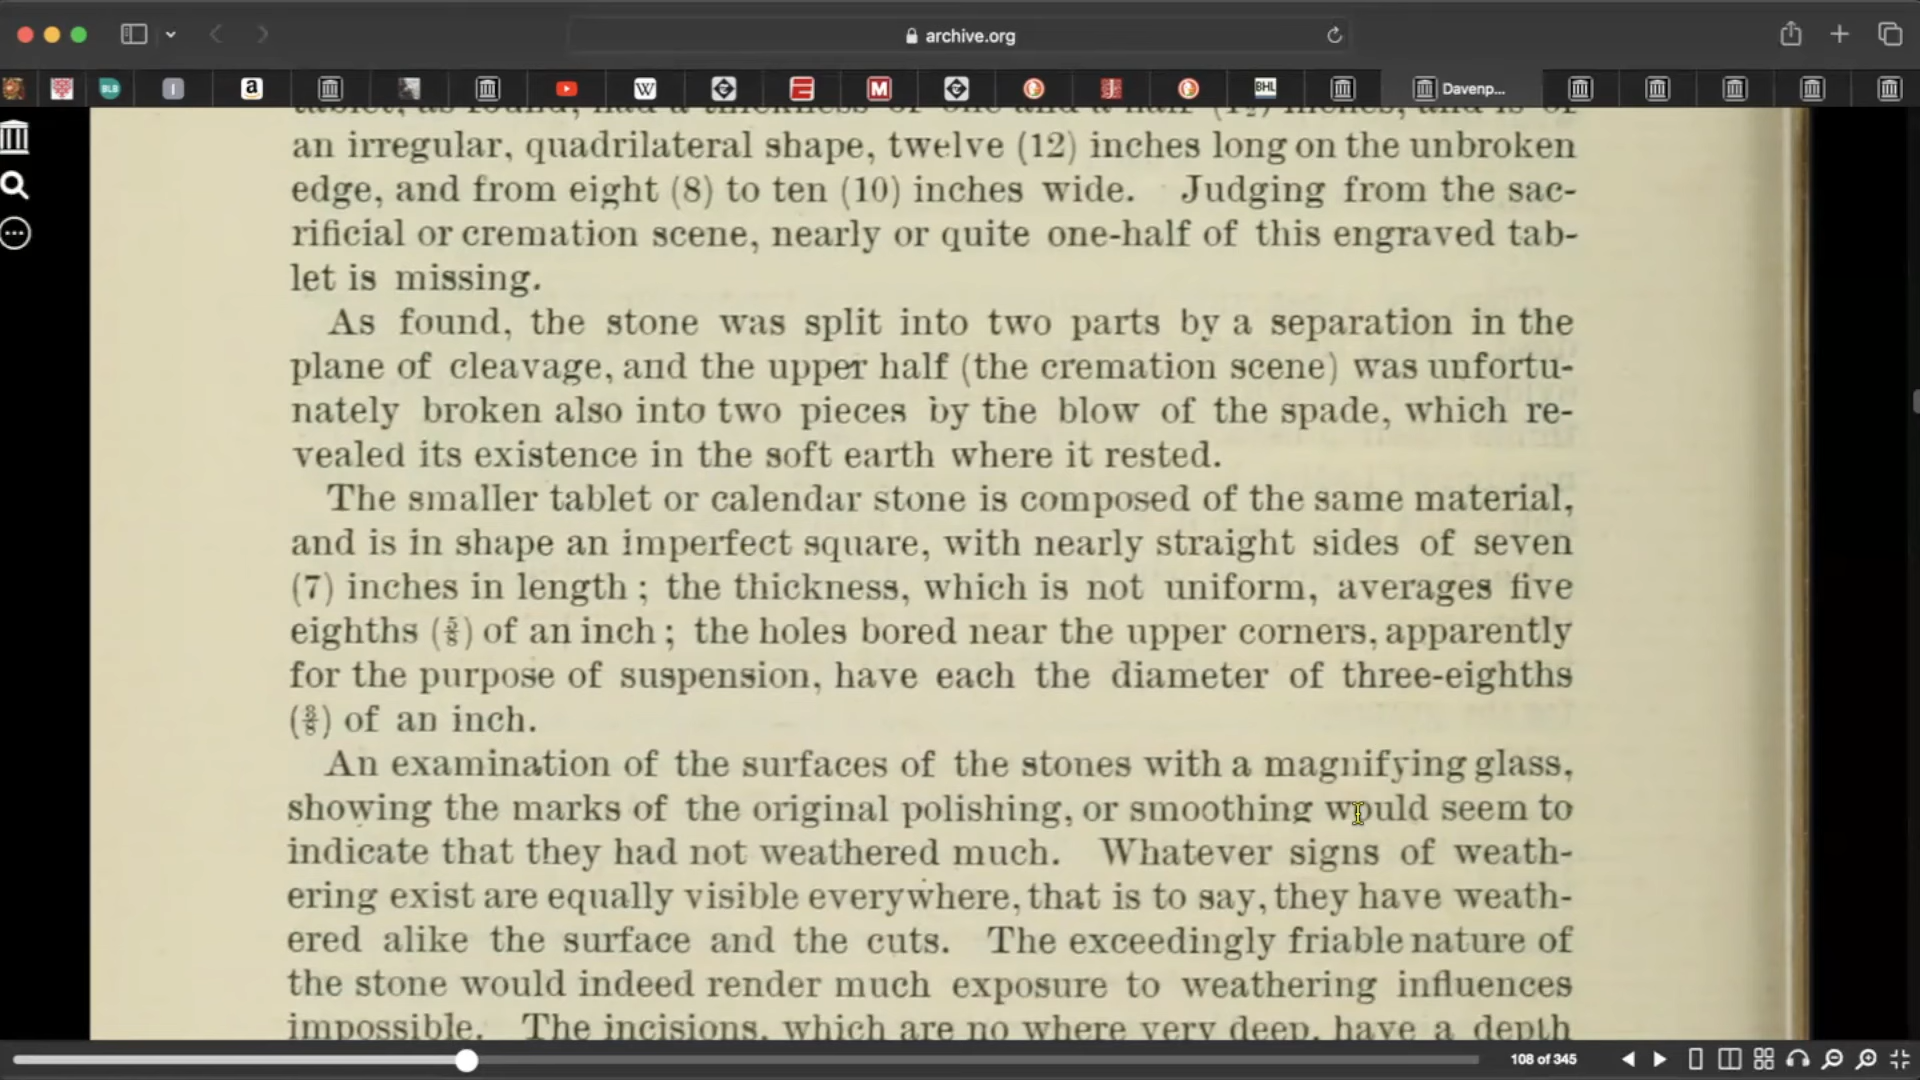 archive.org
BLB
I
a
W
M
BHL
Davenp...
an irregular, quadrilateral shape, twelve (12) inches long on the unbroken
edge, and from eight (8) to ten (10) inches wide. Judging from the sac-
rificial or cremation scene, nearly or quite one-half of this engraved tab-
let is missing.
As found, the stone was split into two parts by a separation in the
plane of cleavage, and the upper half (the cremation scene) was unfortu-
nately broken also into two pieces by the blow of the spade, which re-
vealed its existence in the soft earth where it rested.
The smaller tablet or calendar stone is composed of the same material,
and is in shape an imperfect square, with nearly straight sides of seven
(7) inches in length ; the thickness, which is not uniform, averages five
eighths (⅝) of an inch ; the holes bored near the upper corners, apparently
for the purpose of suspension, have each the diameter of three-eighths
(⅜) of an inch.
An examination of the surfaces of the stones with a magnifying glass,
showing the marks of the original polishing, or smoothing would seem to
indicate that they had not weathered much. Whatever signs of weath-
ering exist are equally visible everywhere, that is to say, they have weath-
ered alike the surface and the cuts. The exceedingly friable nature of
the stone would indeed render much exposure to weathering influences
impossible. The incisions, which are no where very deep, have a depth
108 of 345